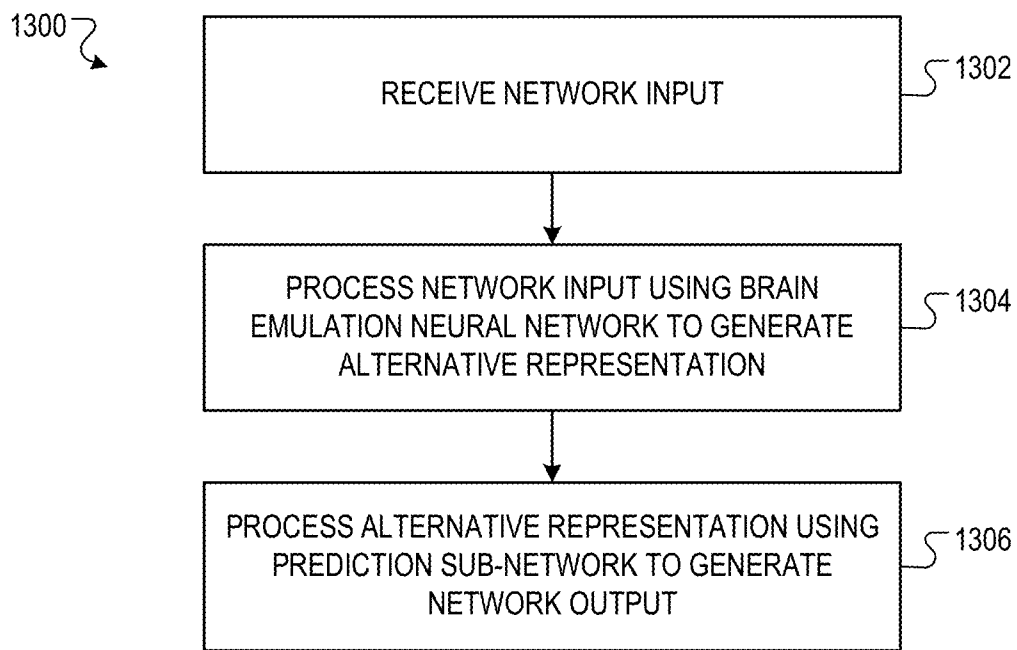 1300
RECEIVE NETWORK INPUT
1302
PROCESS NETWORK INPUT USING BRAIN
EMULATION NEURAL NETWORK TO GENERATE
ALTERNATIVE REPRESENTATION
1304
PROCESS ALTERNATIVE REPRESENTATION USING
PREDICTION SUB-NETWORK TO GENERATE
NETWORK OUTPUT
1306